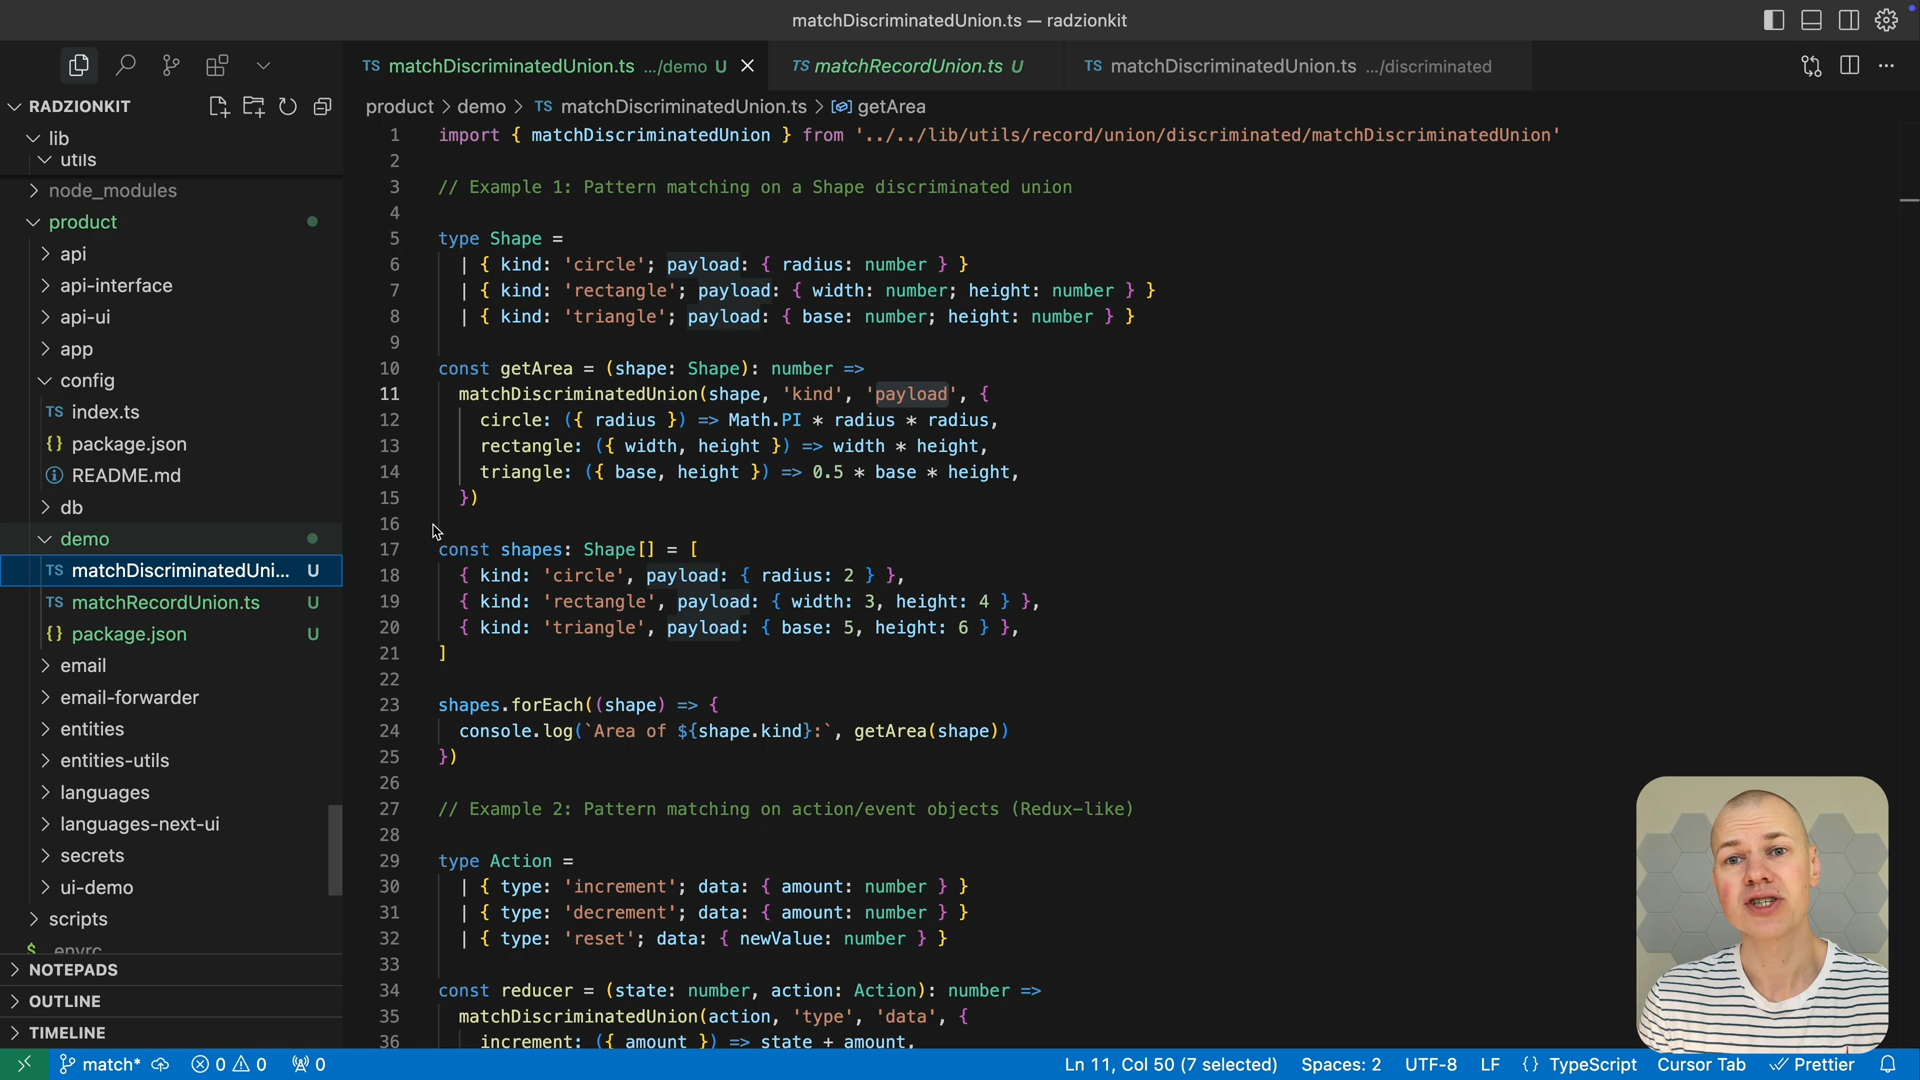 matchDiscriminatedUnion.ts — radzionkit
TS matchDiscriminatedUnion.ts .../demo U
TS matchRecordUnion.ts U
TS matchDiscriminatedUnion.ts .../discriminated
RADZIONKIT
lib
utils
node_modules
product
api
api-interface
api-ui
app
config
TS index.ts
{} package.json
README.md
db
demo
TS matchDiscriminatedUni... U
TS matchRecordUnion.ts U
{} package.json U
email
email-forwarder
entities
entities-utils
languages
languages-next-ui
secrets
ui-demo
scripts
$ .envrc
NOTEPADS
OUTLINE
TIMELINE
product > demo > TS matchDiscriminatedUnion.ts > getArea
1 import { matchDiscriminatedUnion } from '../../lib/utils/record/union/discriminated/matchDiscriminatedUnion'
2
3 // Example 1: Pattern matching on a Shape discriminated union
4
5 type Shape =
6 | { kind: 'circle'; payload: { radius: number } }
7 | { kind: 'rectangle'; payload: { width: number; height: number } }
8 | { kind: 'triangle'; payload: { base: number; height: number } }
9
10 const getArea = (shape: Shape): number =>
11 matchDiscriminatedUnion(shape, 'kind', 'payload', {
12 circle: ({ radius }) => Math.PI * radius * radius,
13 rectangle: ({ width, height }) => width * height,
14 triangle: ({ base, height }) => 0.5 * base * height,
15 })
16
17 const shapes: Shape[] = [
18 { kind: 'circle', payload: { radius: 2 } },
19 { kind: 'rectangle', payload: { width: 3, height: 4 } },
20 { kind: 'triangle', payload: { base: 5, height: 6 } },
21 ]
22
23 shapes.forEach((shape) => {
24 console.log(`Area of ${shape.kind}:`, getArea(shape))
25 })
26
27 // Example 2: Pattern matching on action/event objects (Redux-like)
28
29 type Action =
30 | { type: 'increment'; data: { amount: number } }
31 | { type: 'decrement'; data: { amount: number } }
32 | { type: 'reset'; data: { newValue: number } }
33
34 const reducer = (state: number, action: Action): number =>
35 matchDiscriminatedUnion(action, 'type', 'data', {
36 increment: ({ amount }) => state + amount,
match* 0 0 0 Ln 11, Col 50 (7 selected) Spaces: 2 UTF-8 LF {} TypeScript Cursor Tab Prettier